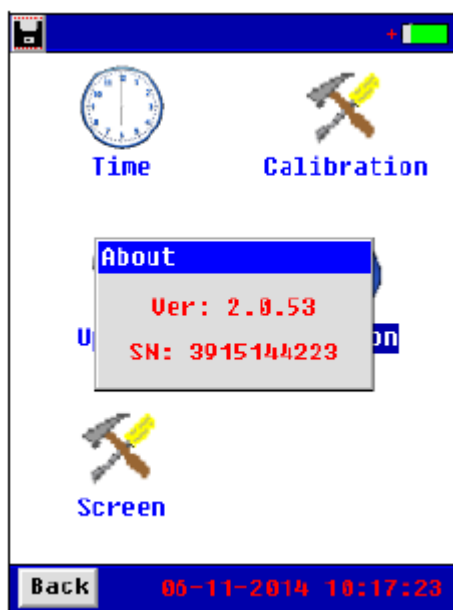 Time
Calibration
About
Ver: 2.0.53
SN: 3915144223
Screen
Back
06-11-2014 10:17:23